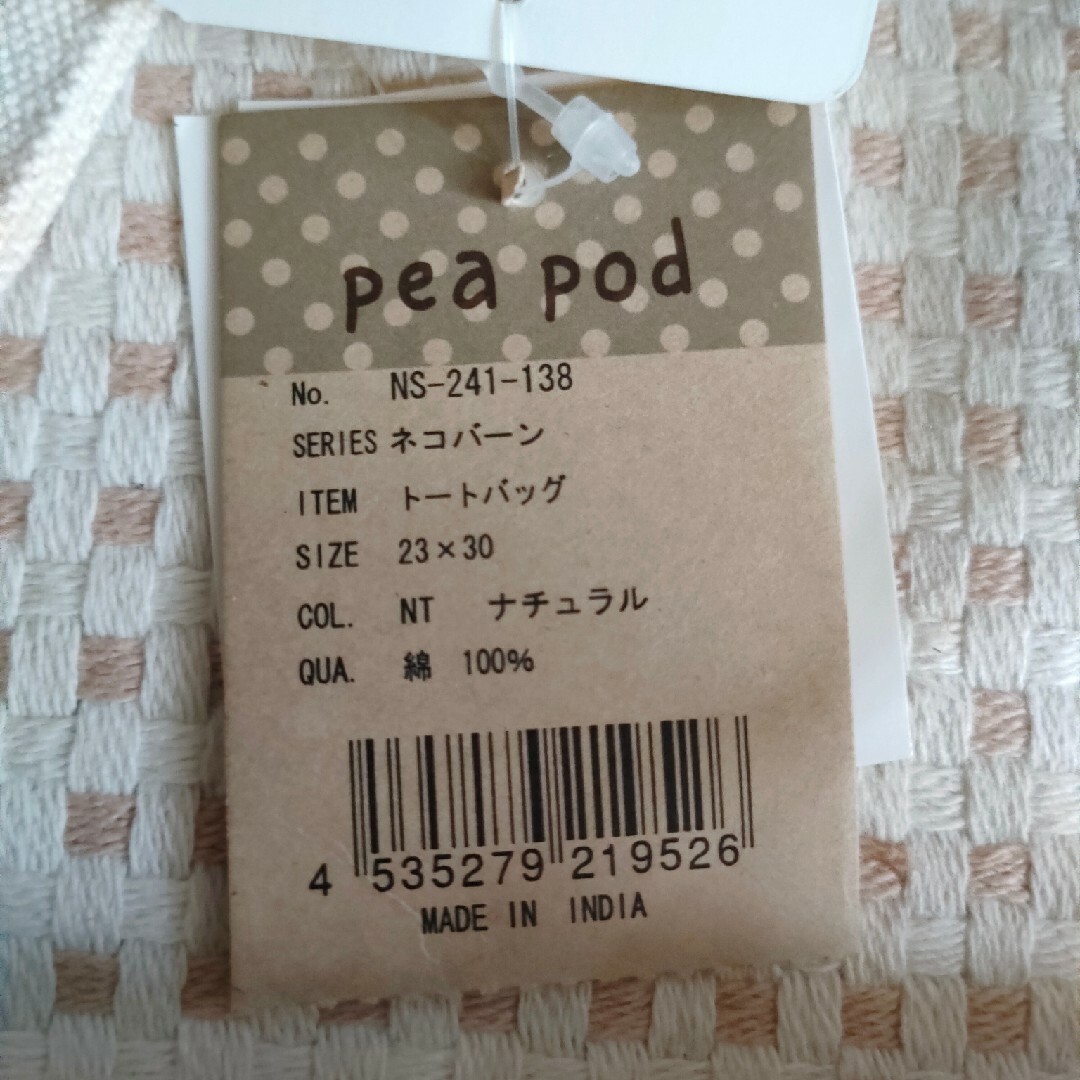 pea pod
No. NS-241-138
SERIES ネコバーン
ITEM トートバッグ
SIZE 23×30
COL. NT ナチュラル
QUA. 綿 100%
4 535279 219526
MADE IN INDIA